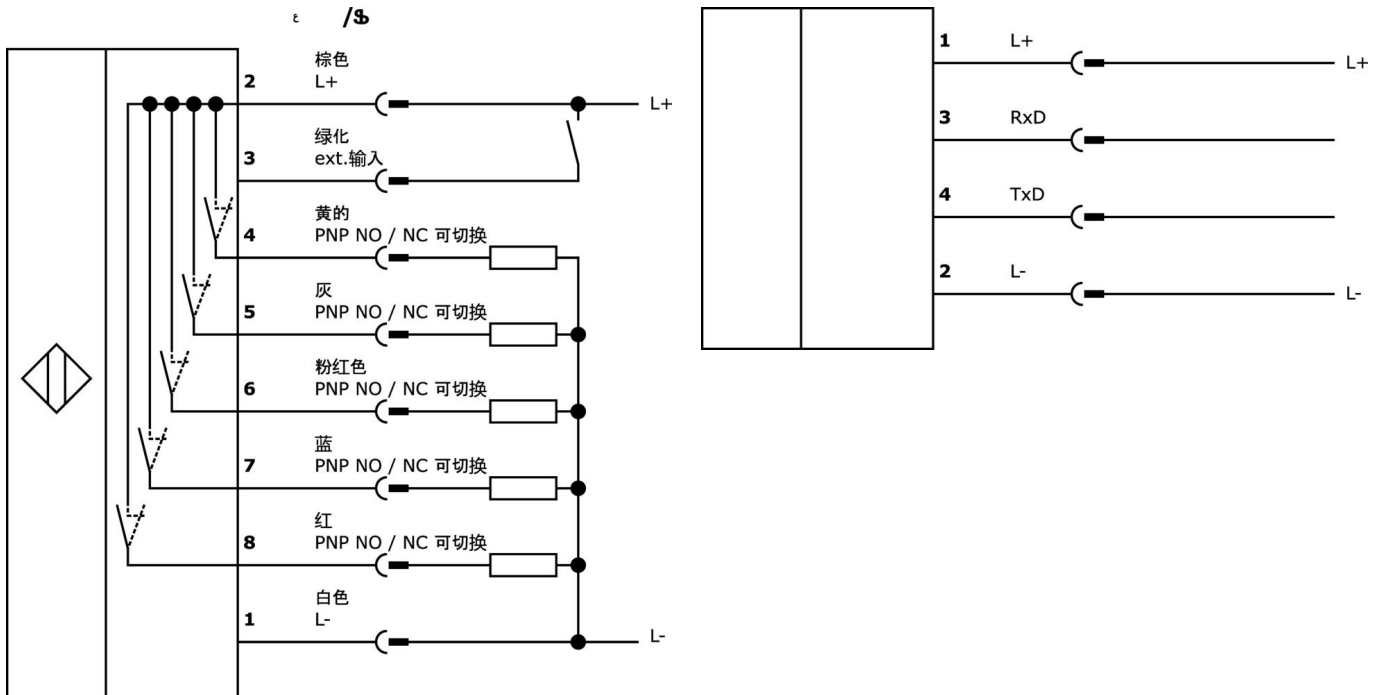 棕色
2 L+
L+
绿化
3 ext.输入
黄的
4 PNP NO / NC 可切换
灰
5 PNP NO / NC 可切换
粉红色
6 PNP NO / NC 可切换
蓝
7 PNP NO / NC 可切换
红
8 PNP NO / NC 可切换
白色
1 L-
L-
1 L+
L+
3 RxD
4 TxD
2 L-
L-